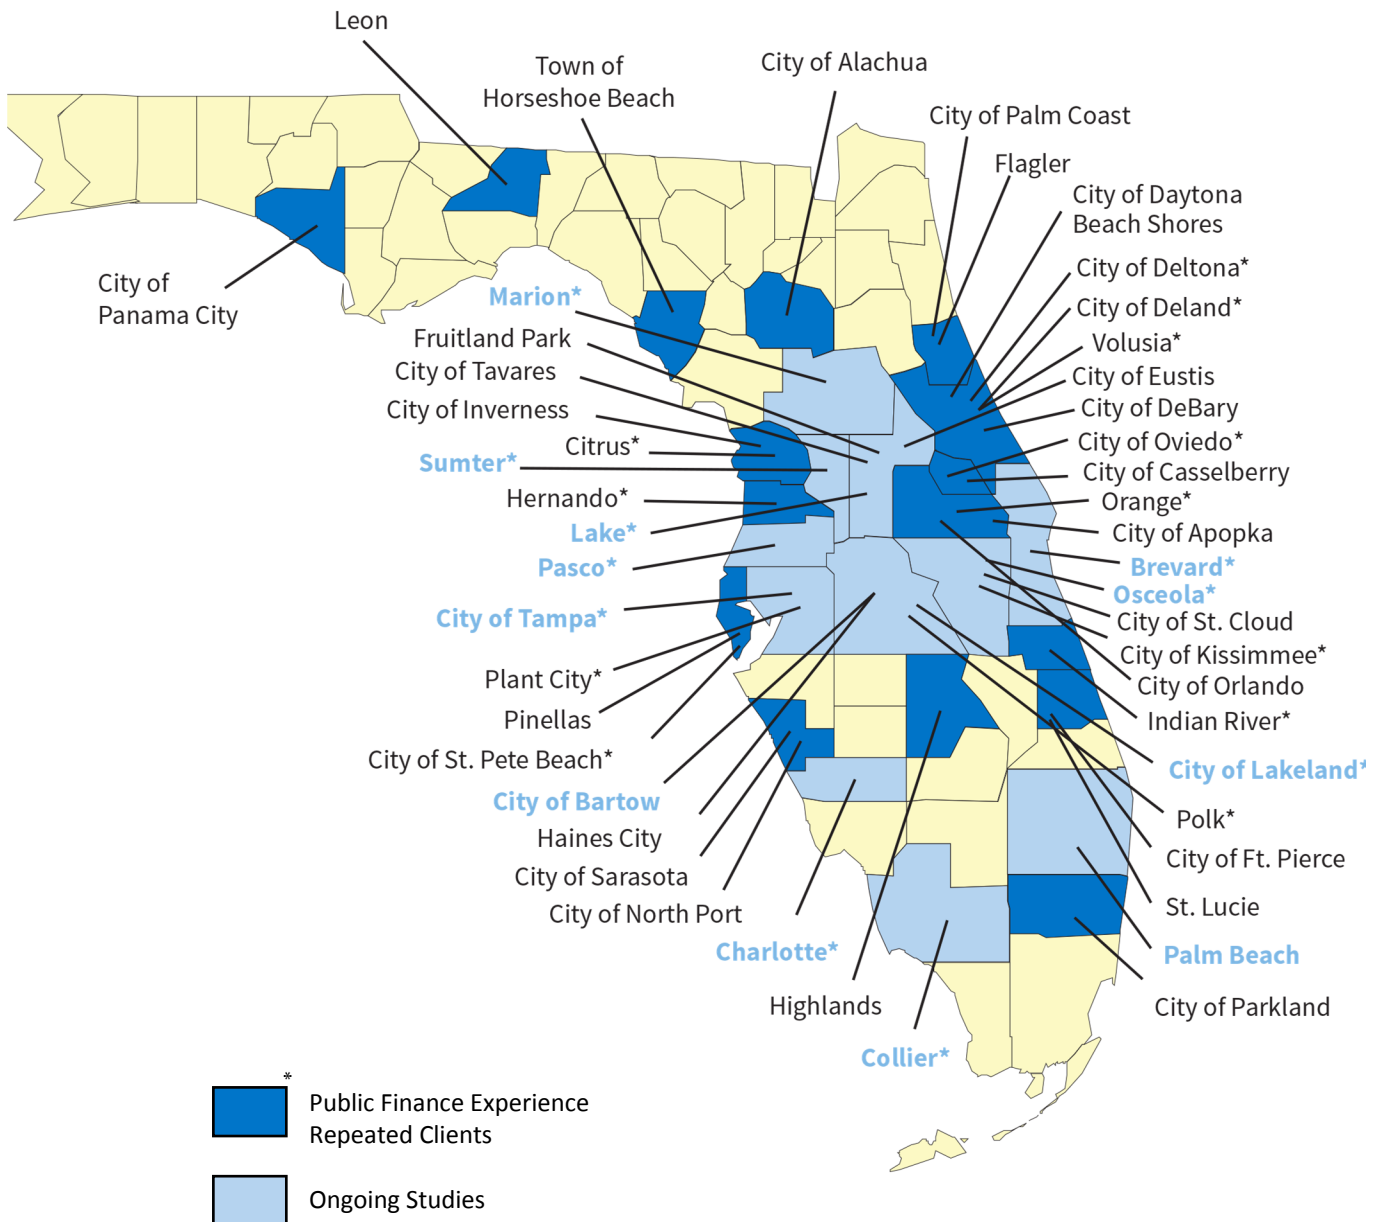 Leon
Town of
Horseshoe Beach
City of Alachua
City of Palm Coast
Flagler
City of Daytona
Beach Shores
City of Deltona*
City of Deland*
Volusia*
City of Eustis
City of DeBary
City of Oviedo*
City of Casselberry
Orange*
City of Apopka
Brevard*
Osceola*
City of St. Cloud
City of Kissimmee*
City of Orlando
Indian River*
City of Lakeland*
Polk*
City of Ft. Pierce
St. Lucie
Palm Beach
City of Parkland
City of
Panama City
Marion*
Fruitland Park
City of Tavares
City of Inverness
Citrus*
Sumter*
Hernando*
Lake*
Pasco*
City of Tampa*
Plant City*
Pinellas
City of St. Pete Beach*
City of Bartow
Haines City
City of Sarasota
City of North Port
Charlotte*
Highlands
Collier*
*
Public Finance Experience
Repeated Clients
Ongoing Studies